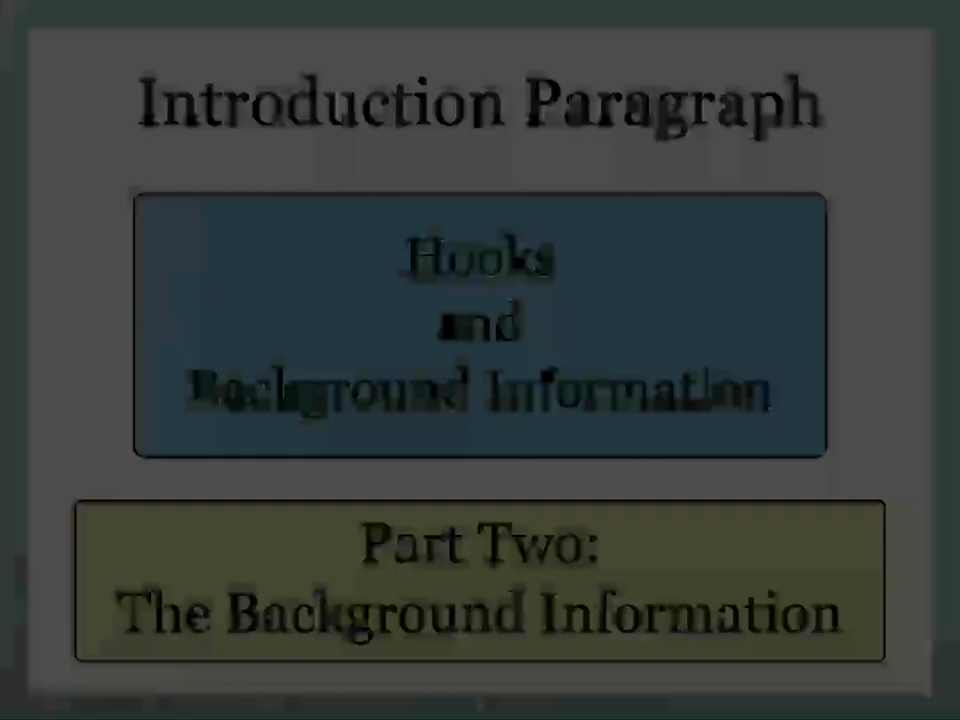 Introduction Paragraph
Hooks
and
Background Information
Part Two:
The Background Information